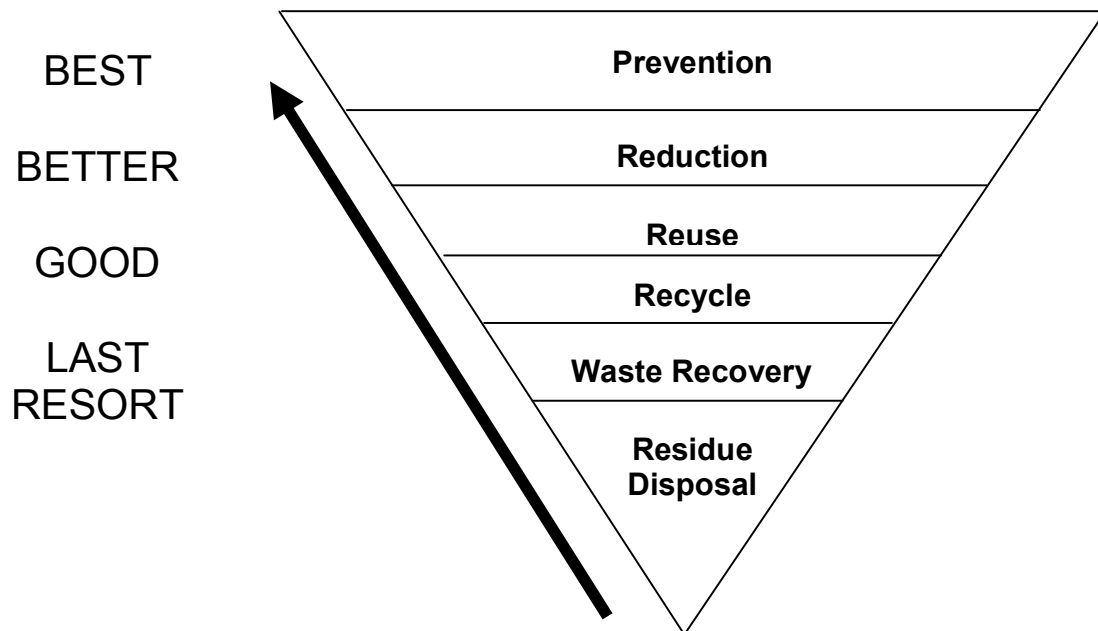 BEST
BETTER
GOOD
LAST
RESORT
Prevention
Reduction
Reuse
Recycle
Waste Recovery
Residue
Disposal